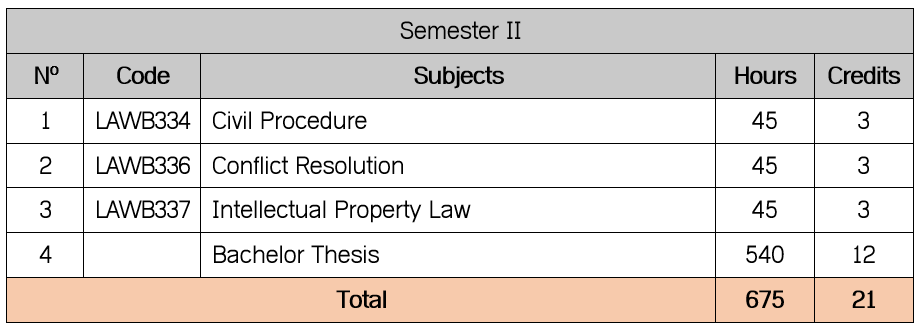 Semester II
Nº Code Subjects Hours Credits
1 LAWB334 Civil Procedure 45 3
2 LAWB336 Conflict Resolution 45 3
3 LAWB337 Intellectual Property Law 45 3
4 Bachelor Thesis 540 12
Total 675 21